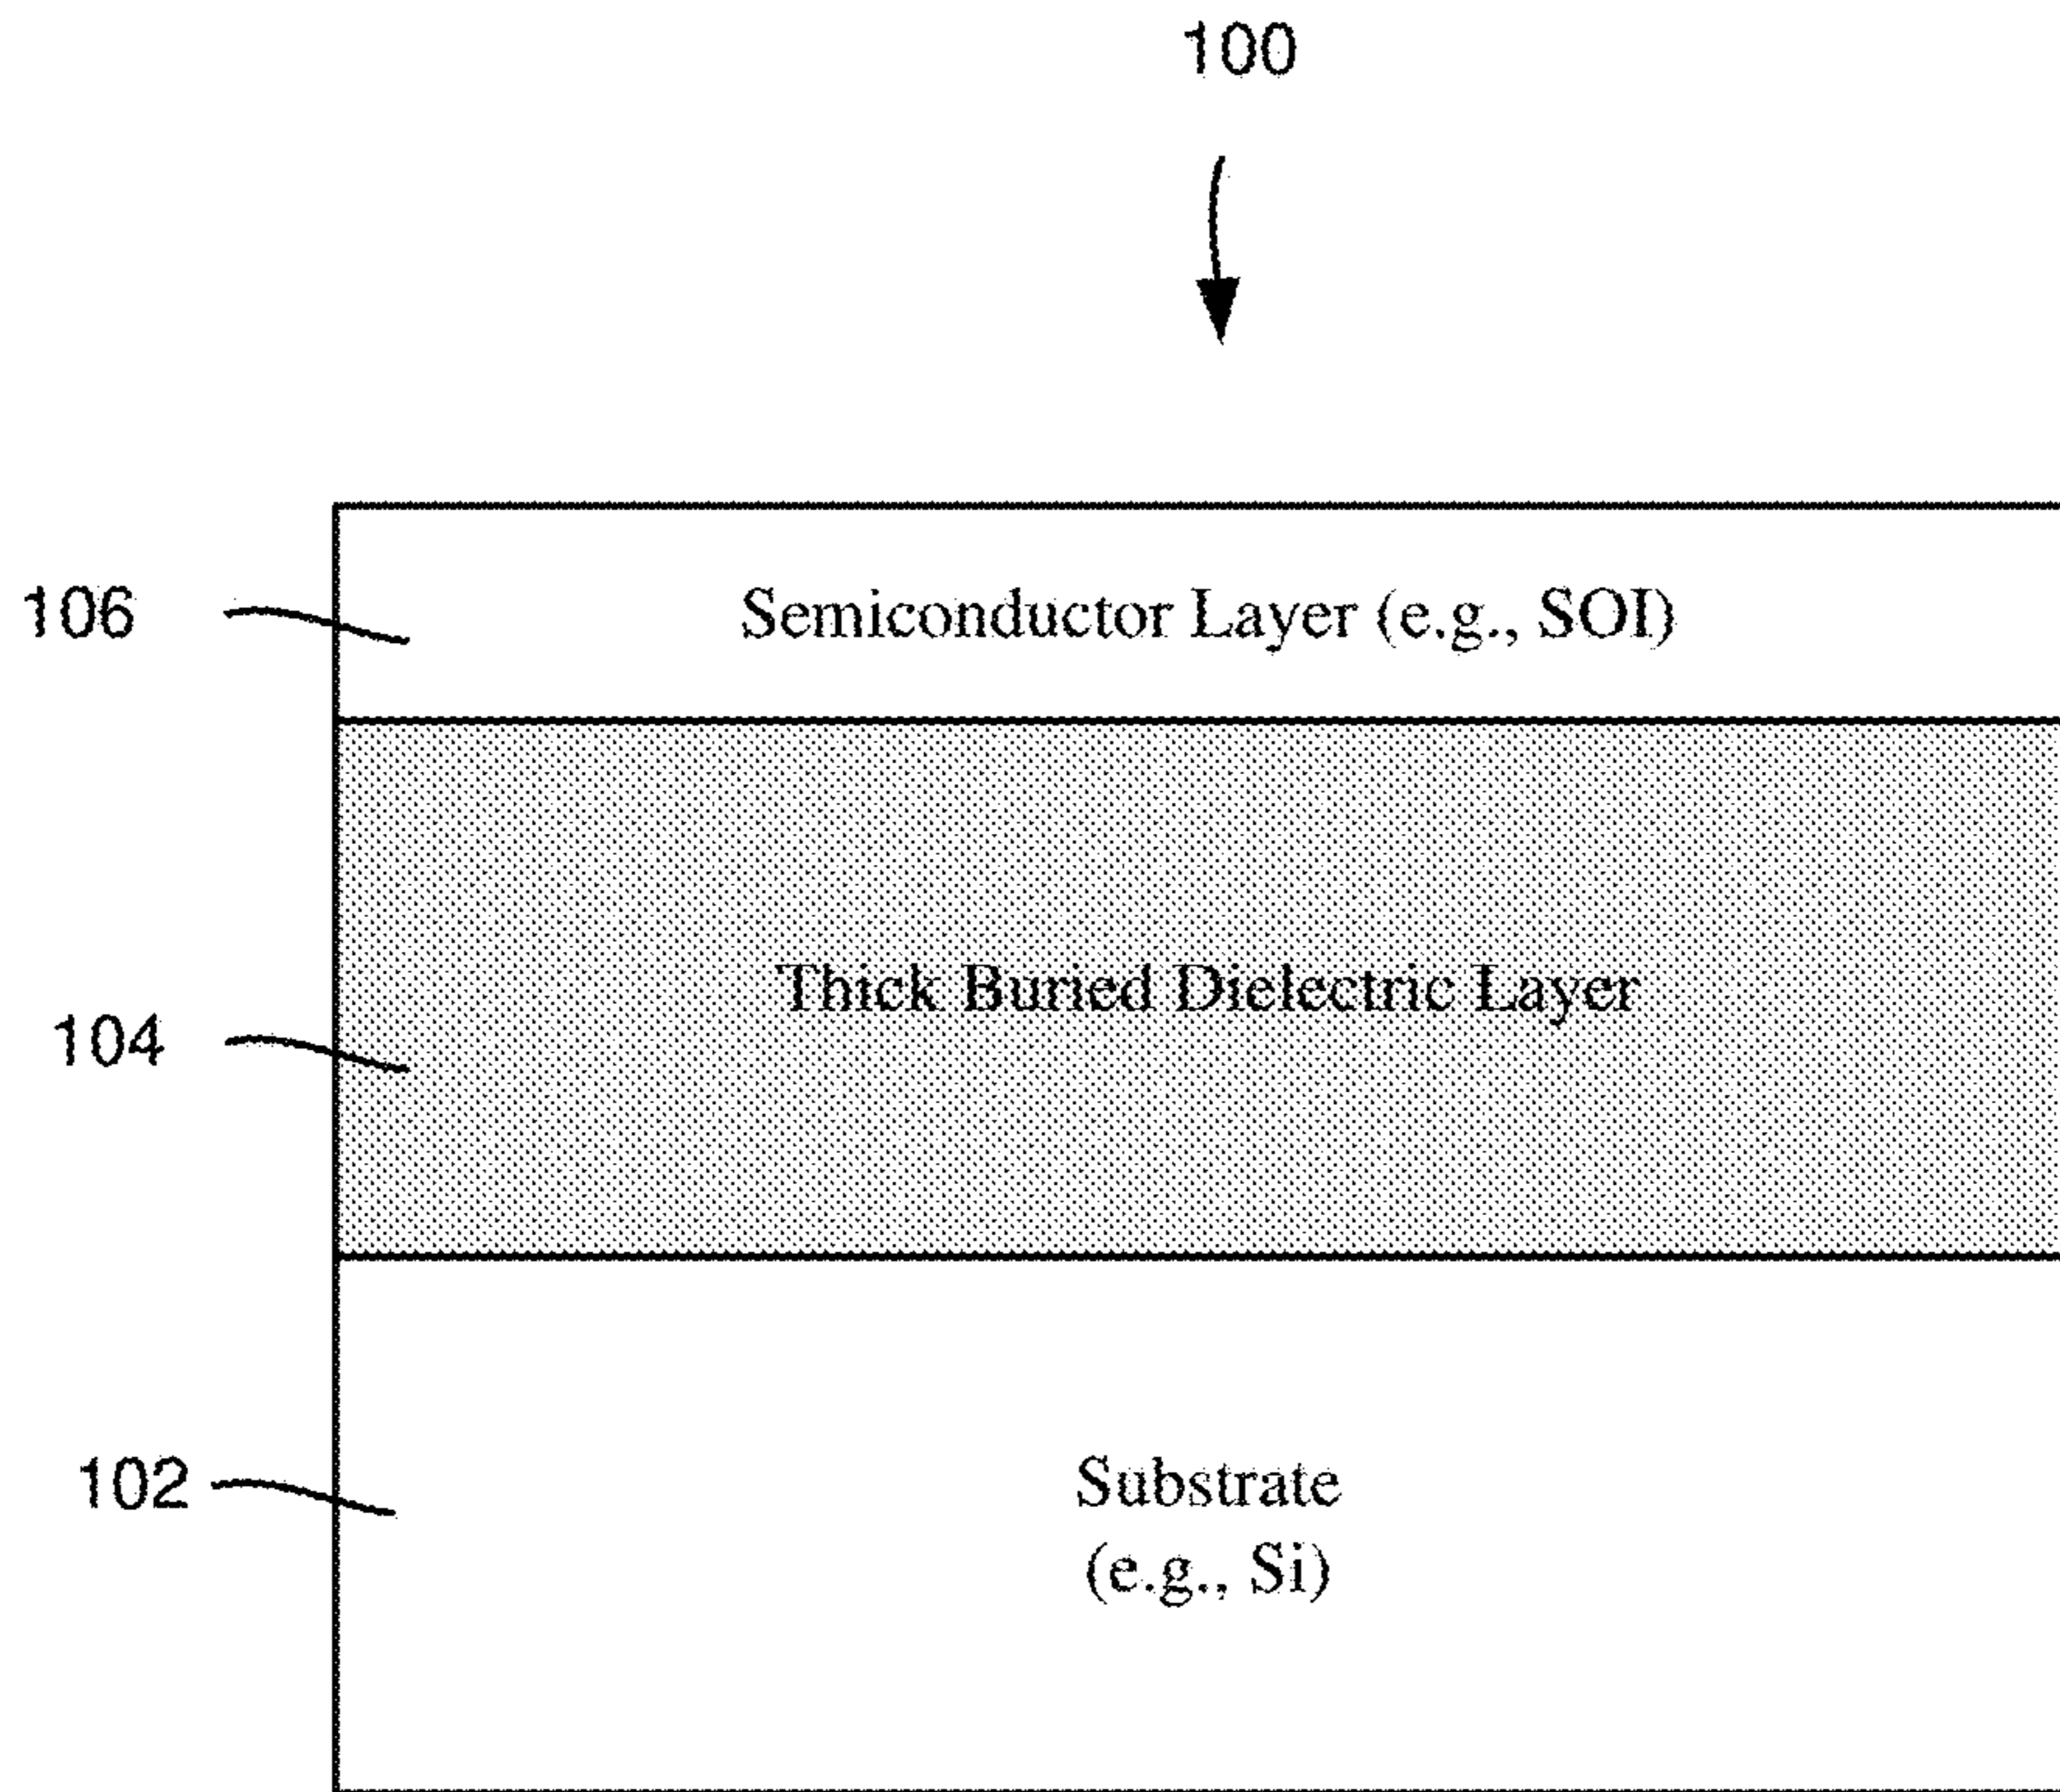 100
106
Semiconductor Layer (e.g., SOI)
104
Thick Buried Dielectric Layer
102
Substrate
(e.g., Si)